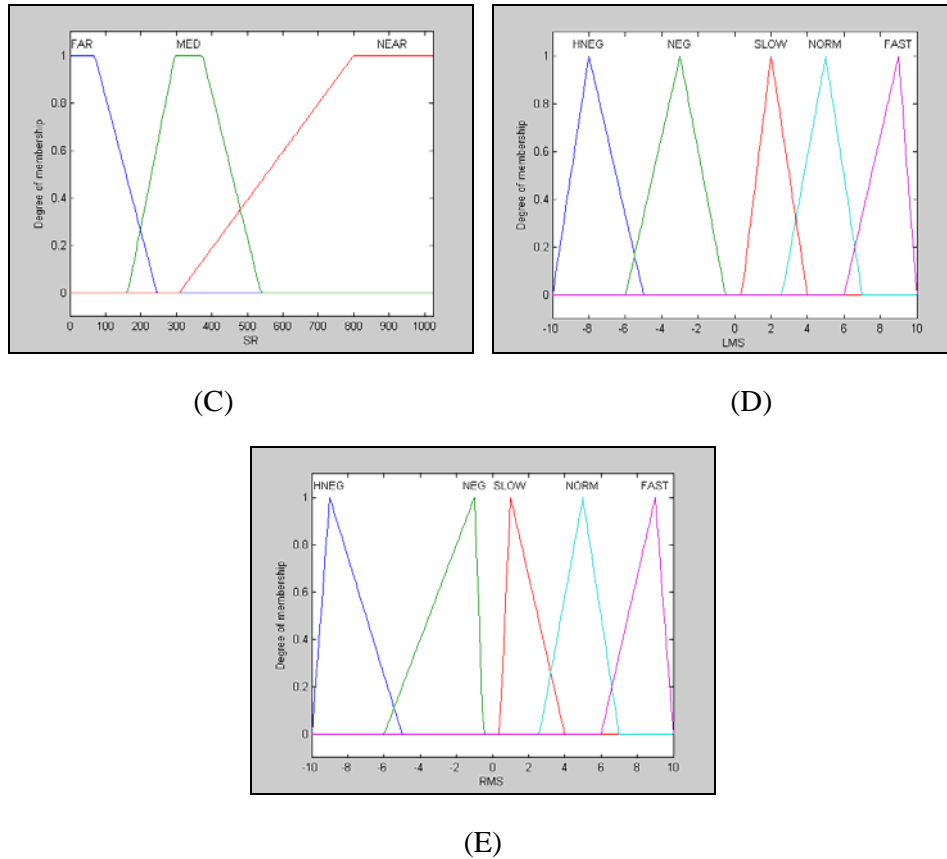 FAR MED NEAR
1
0.8
0.6
0.4
0.2
0
Degree of membership
0 100 200 300 400 500 600 700 800 900 1000
SR
(C)
HNEG NEG SLOW NORM FAST
1
0.8
0.6
0.4
0.2
0
Degree of membership
-10 -8 -6 -4 -2 0 2 4 6 8 10
LMS
(D)
HNEG NEG SLOW NORM FAST
1
0.8
0.6
0.4
0.2
0
Degree of membership
-10 -8 -6 -4 -2 0 2 4 6 8 10
RMS
(E)